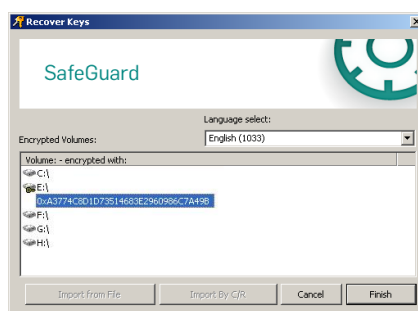 Recover Keys
SafeGuard
Language select:
Encrypted Volumes:
English (1033)
Volume: - encrypted with:
C:\
E:\
0xA3774C8D1D73514683E2960986C7A49B
F:\
G:\
H:\
Import from File
Import By C/R
Cancel
Finish